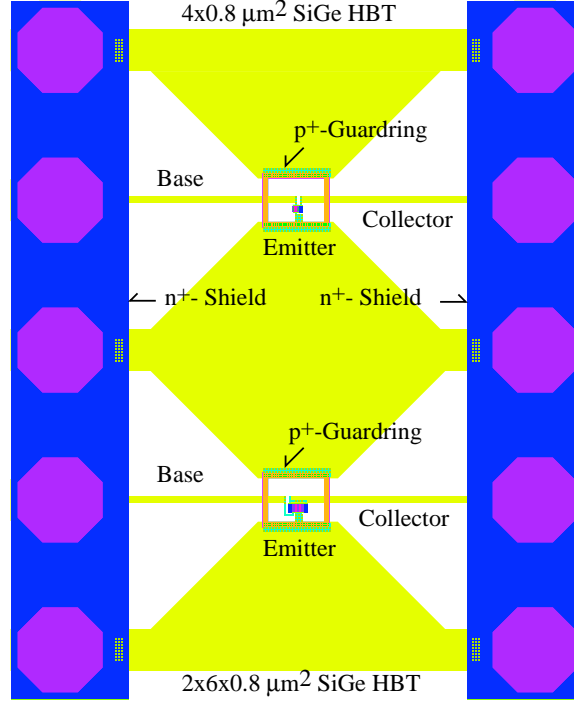 4x0.8 μm² SiGe HBT
p⁺-Guardring
Base
Collector
Emitter
n⁺- Shield
n⁺- Shield
p⁺-Guardring
Base
Collector
Emitter
2x6x0.8 μm² SiGe HBT